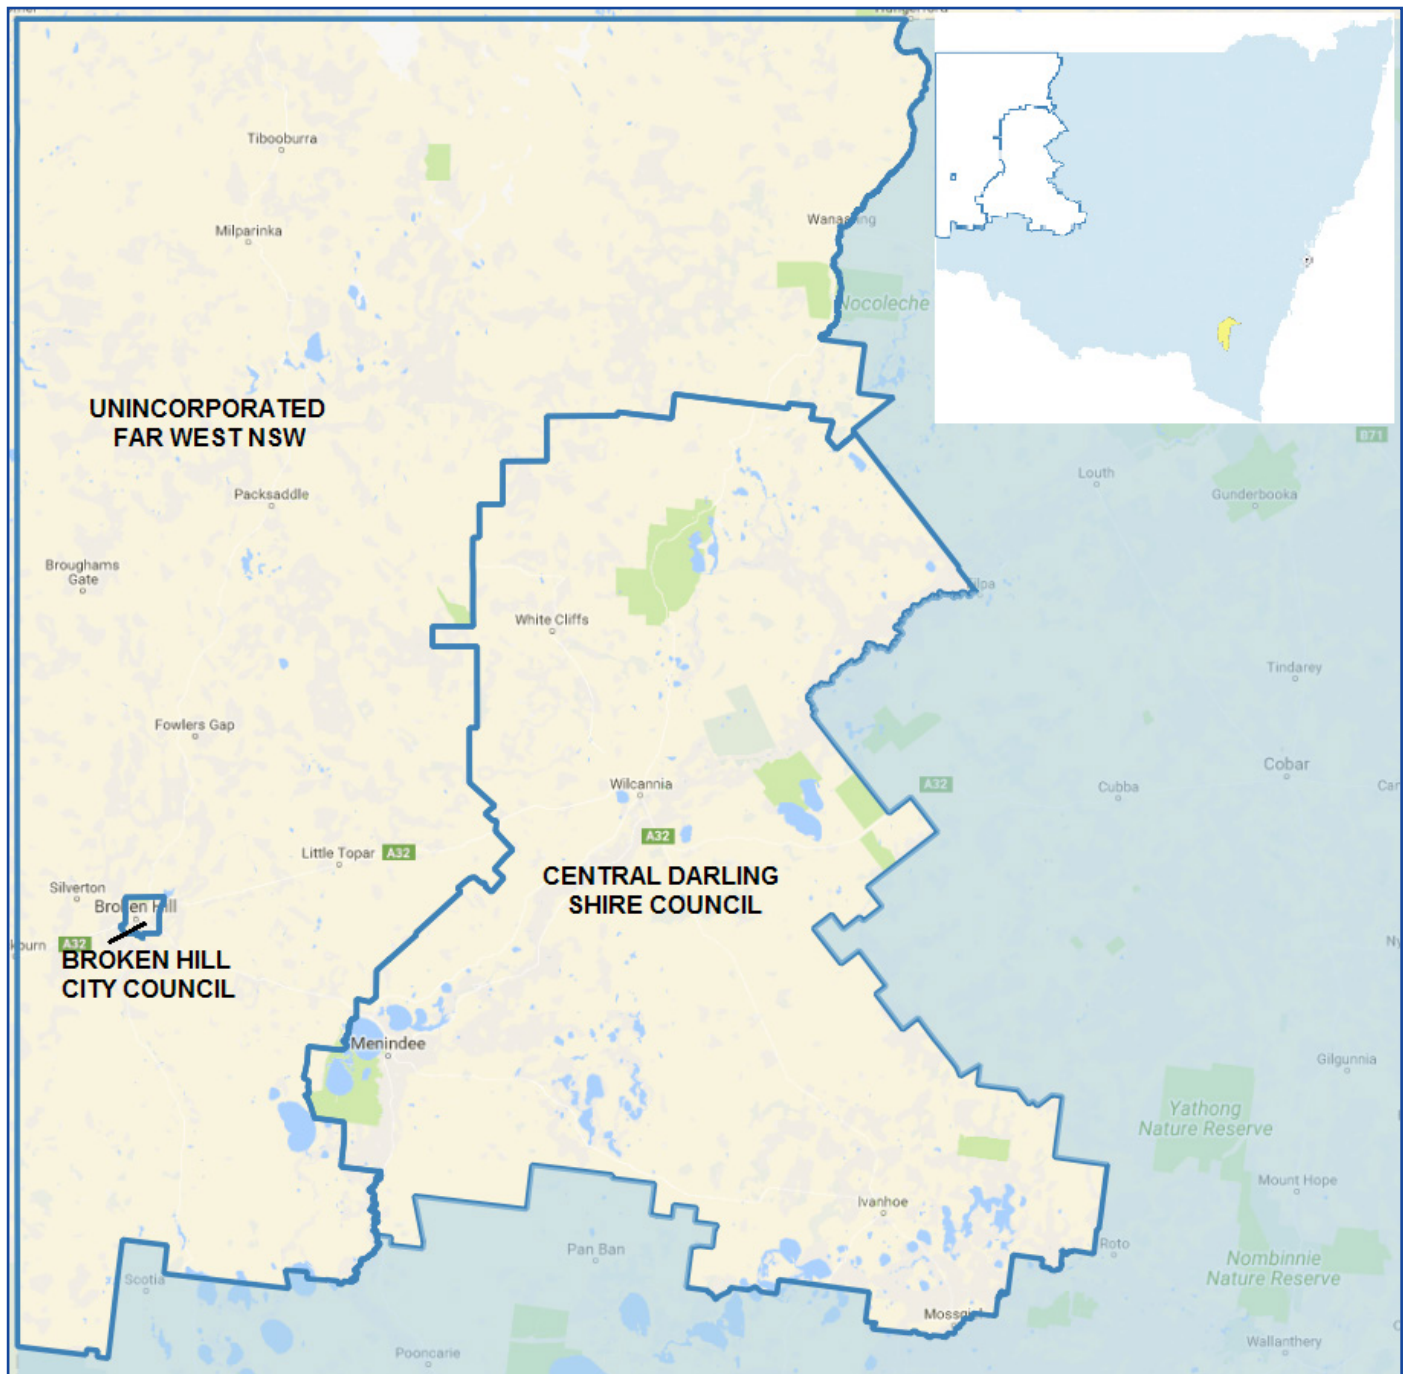 Tibooburra
Milparinka
Wanaaring
Nocoleche
UNINCORPORATED
FAR WEST NSW
B71
Louth
Gunderbooka
Packsaddle
Broughams
Gate
Tilpa
White Cliffs
Tindarey
Fowlers Gap
Cobar
Wilcannia
A32
Cubba
A32
Little Topar
A32
CENTRAL DARLING
SHIRE COUNCIL
Silverton
Broken Hill
A32
BROKEN HILL
CITY COUNCIL
Menindee
Gilgunnia
Yathong
Nature Reserve
Mount Hope
Ivanhoe
Pan Ban
Roto
Nombinnie
Nature Reserve
Scotia
Mossgiel
Wallanthery
Pooncarie